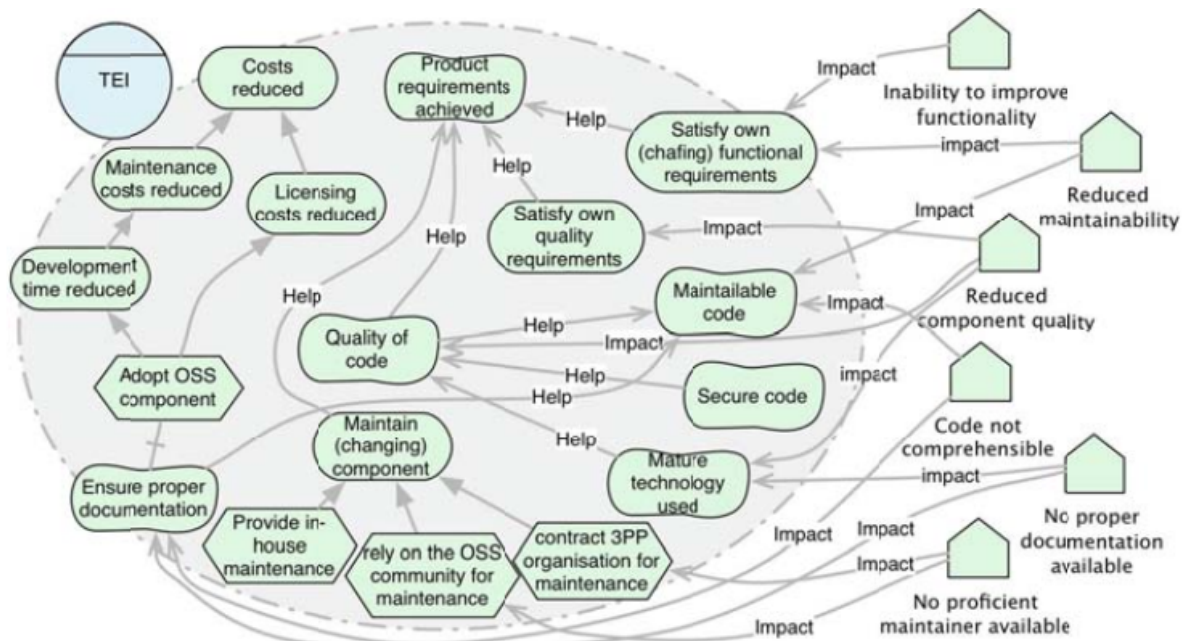 TEI
Costs
reduced
Product
requirements
achieved
Impact
Inability to improve
functionality
Help
Satisfy own
(chafing) functional
requirements
impact
Maintenance
costs reduced
Licensing
costs reduced
Help
Reduced
maintainability
Satisfy own
quality
requirements
Impact
Impact
Help
Development
time reduced
Maintailable
code
Impact
Reduced
component quality
Help
Quality of
code
Help
Impact
Adopt OSS
component
Help
impact
Secure code
Help
Maintain
(changing)
component
Help
Code not
comprehensible
Mature
technology
used
impact
Ensure proper
documentation
Provide in-
house
maintenance
rely on the OSS
community for
maintenance
contract 3PP
organisation for
maintenance
Impact
Impact
No proper
documentation
available
Impact
No proficient
maintainer available
Impact